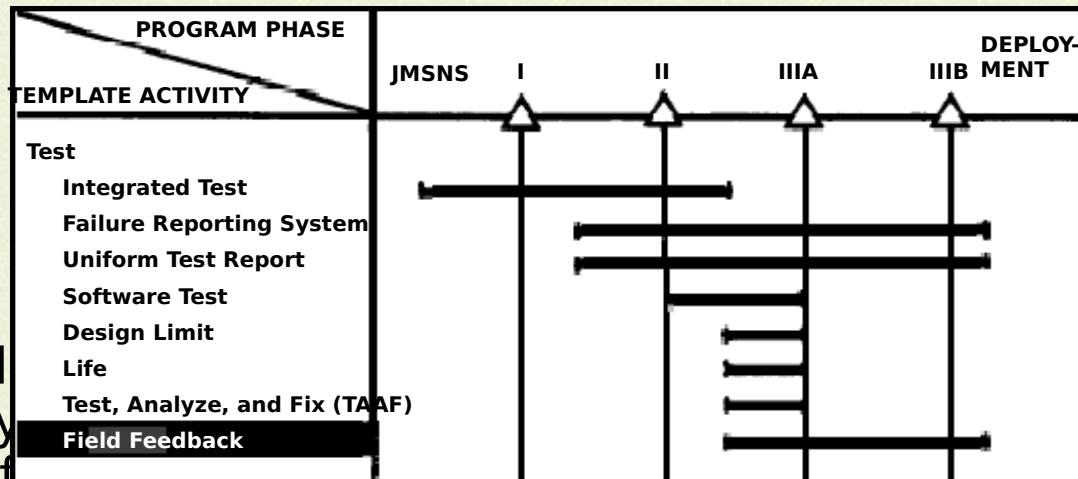 PROGRAM PHASE
TEMPLATE ACTIVITY
JMSNS I II IIIA IIIB DEPLOY-
MENT
Test
Integrated Test
Failure Reporting System
Uniform Test Report
Software Test
Design Limit
Life
Test, Analyze, and Fix (TAAF)
Field Feedback